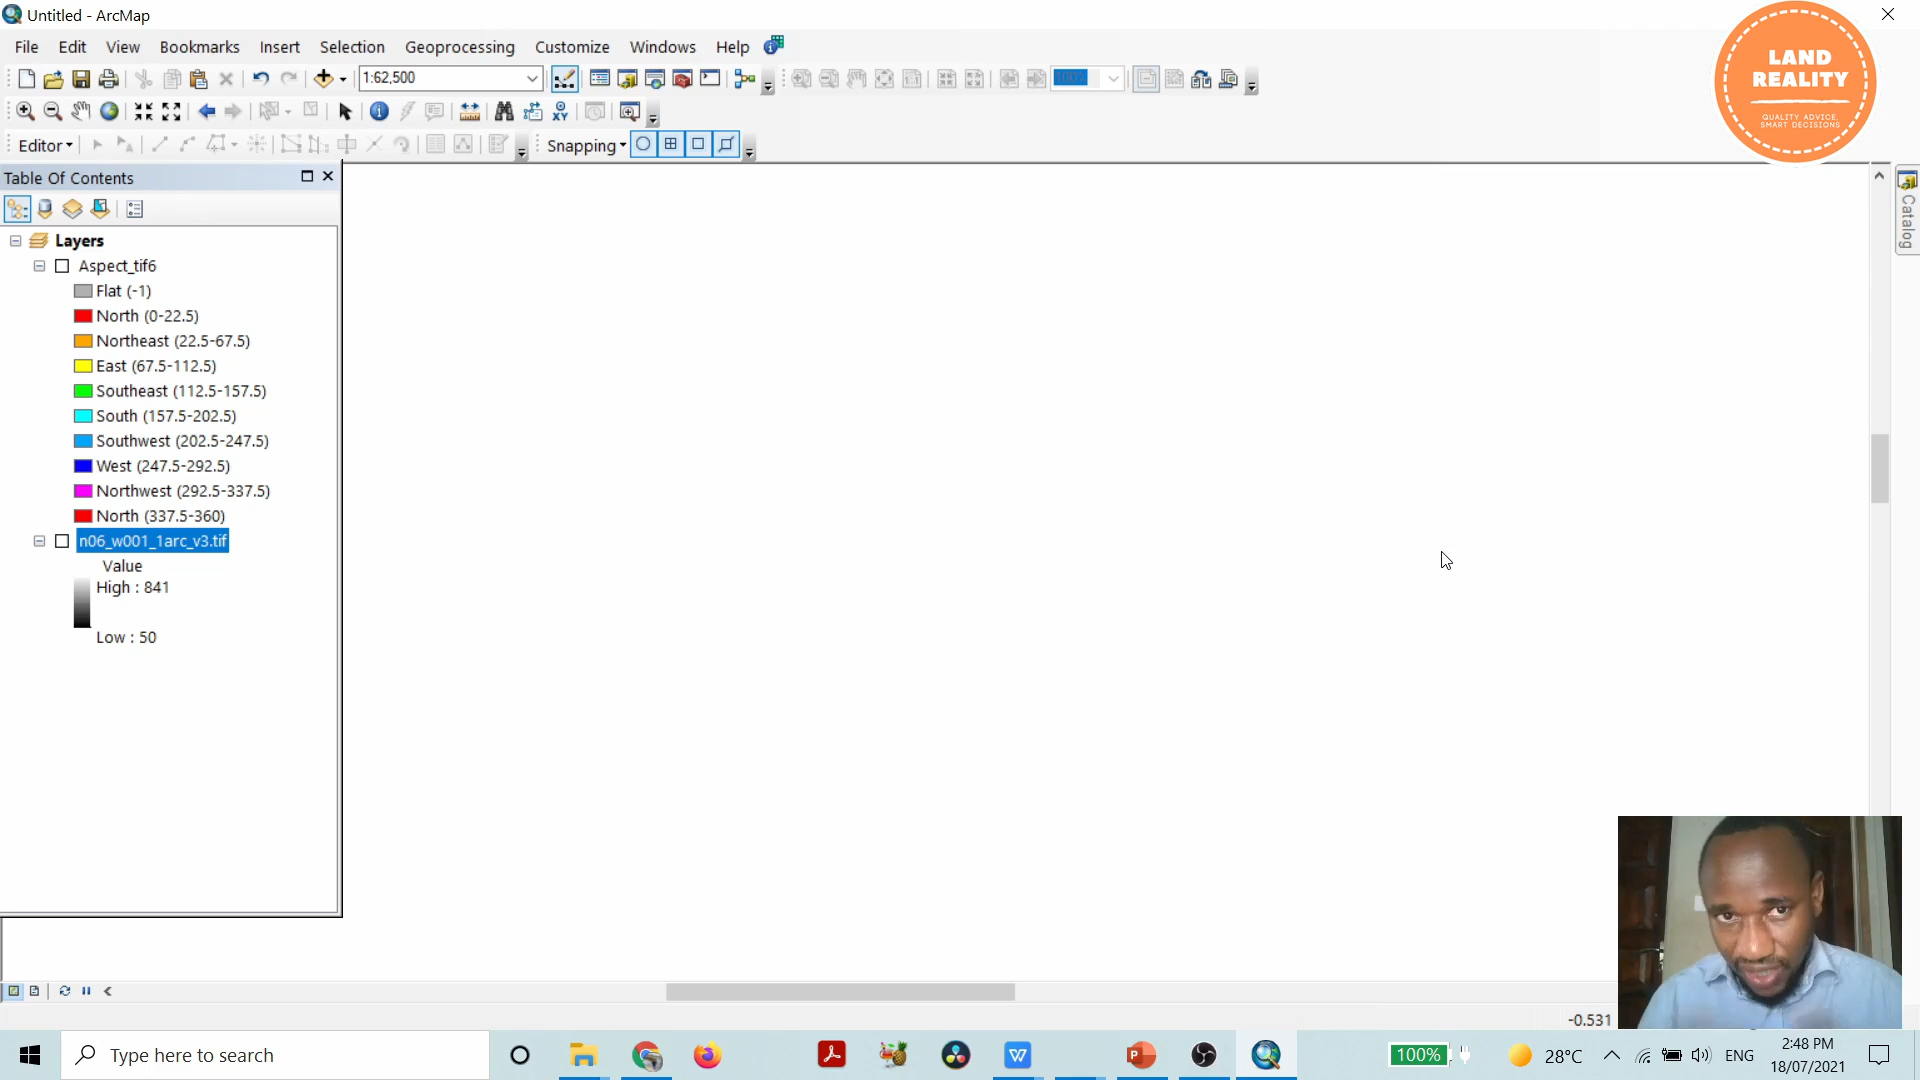 Untitled - ArcMap
File Edit View Bookmarks Insert Selection Geoprocessing Customize Windows Help
1:62,500
Editor
Snapping
LAND
REALITY
QUALITY ADVICE,
SMART DECISIONS
Table Of Contents
Layers
Aspect_tif6
Flat (-1)
North (0-22.5)
Northeast (22.5-67.5)
East (67.5-112.5)
Southeast (112.5-157.5)
South (157.5-202.5)
Southwest (202.5-247.5)
West (247.5-292.5)
Northwest (292.5-337.5)
North (337.5-360)
n06_w001_1arc_v3.tif
Value
High : 841
Low : 50
Catalog
-0.531
Type here to search
100%
28°C
ENG
2:48 PM
18/07/2021